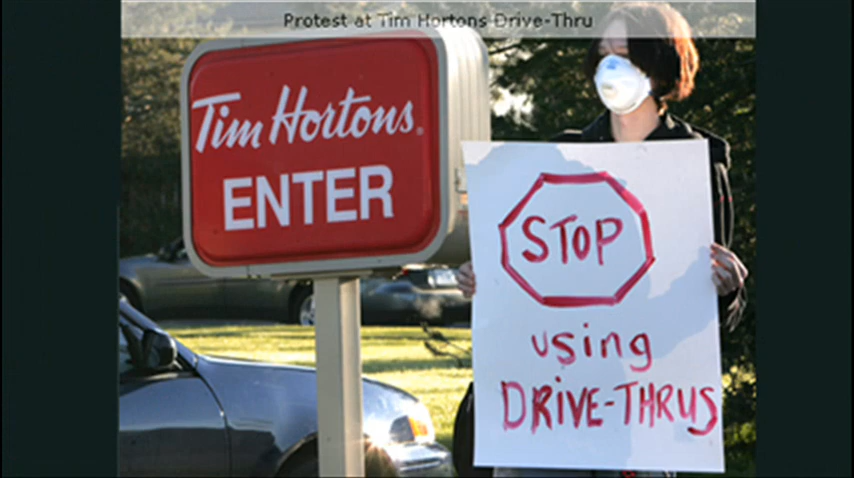 Protest at Tim Hortons Drive-Thru
Tim Hortons®
ENTER
STOP
using
DRIVE-THRUS